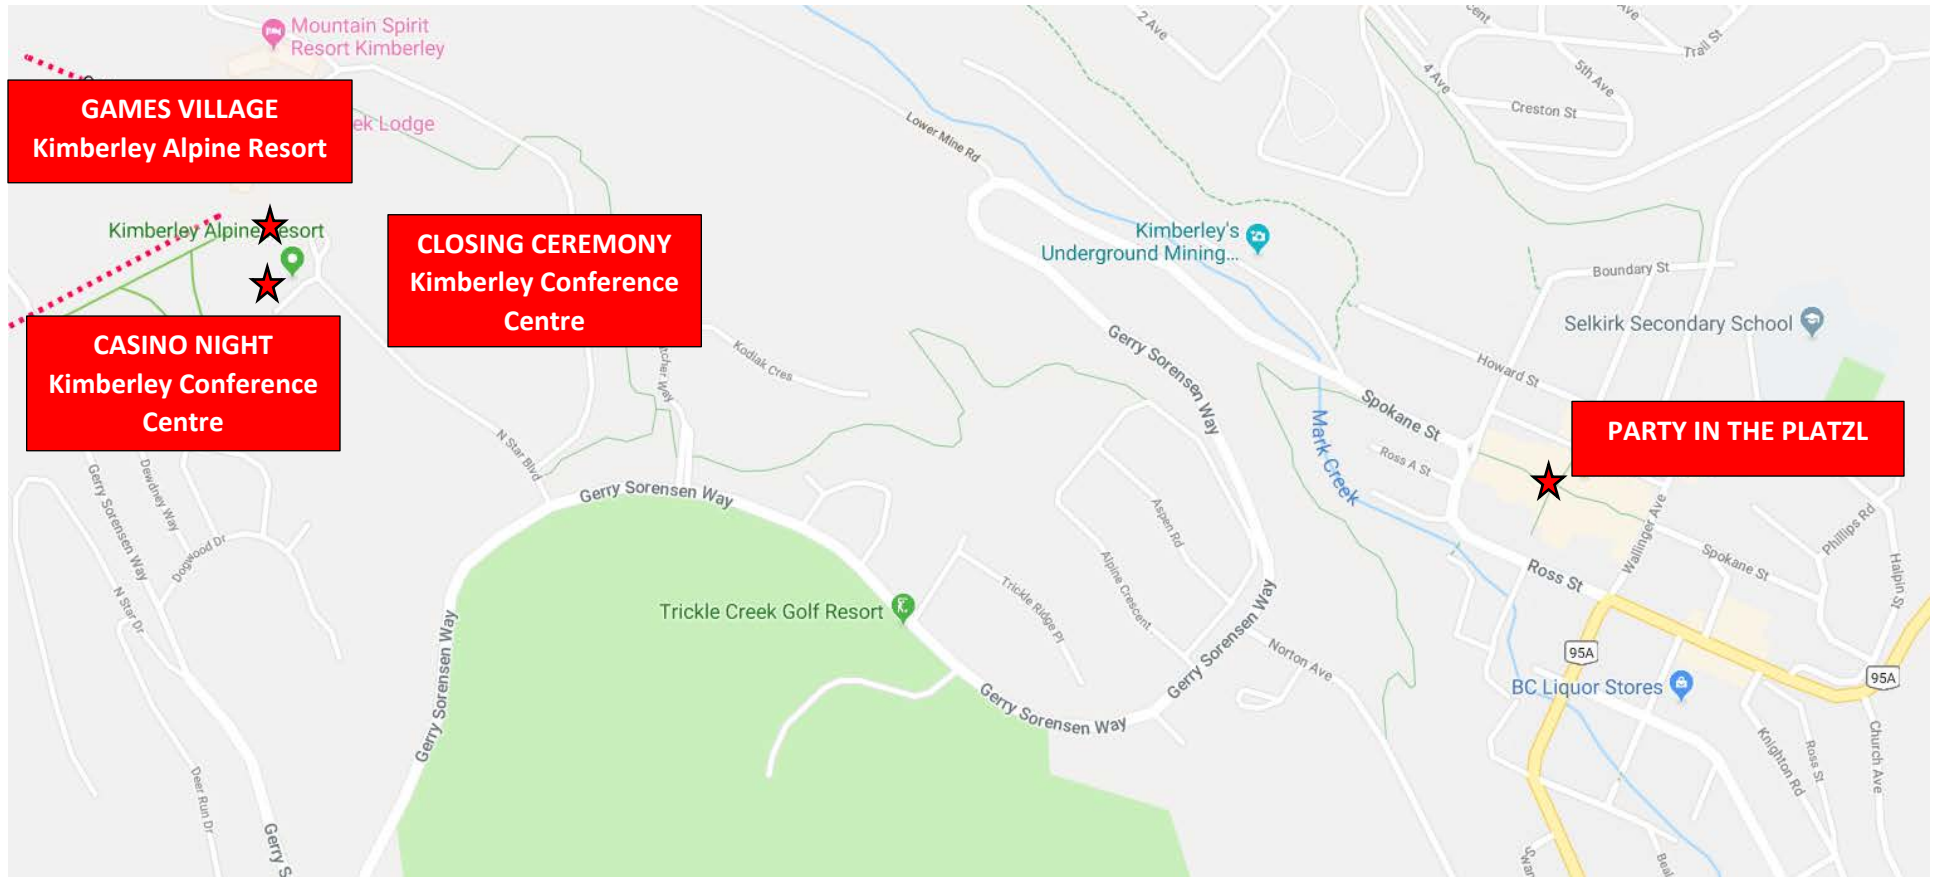 Mountain Spirit
Resort Kimberley
GAMES VILLAGE
Kimberley Alpine Resort
ek Lodge
Kimberley Alpine Resort
CLOSING CEREMONY
Kimberley Conference
Centre
CASINO NIGHT
Kimberley Conference
Centre
PARTY IN THE PLATZL
2 Ave
Ave
Trail St
4 Ave
5th Ave
Creston St
Lower Mine Rd
Kimberley's
Underground Mining...
Boundary St
Selkirk Secondary School
Howard St
Gerry Sorensen Way
Kodiak Cres
Spokane St
Mark Creek
Ross A St
N Star Blvd
Gerry Sorensen Way
Gerry Sorensen Way
Dewdney Way
Dogwood Dr
N Star Dr
Deer Run Dr
Gerry Sorensen Way
Gerry S
Trickle Creek Golf Resort
Trickle Ridge Pl
Aspen Rd
Alpine Crescent
Gerry Sorensen Way
Gerry Sorensen Way
Norton Ave
Ross St
Wallinger Ave
Spokane St
Phillips Rd
Halpin St
95A
95A
BC Liquor Stores
Knighton Rd
Ross St
Church Ave